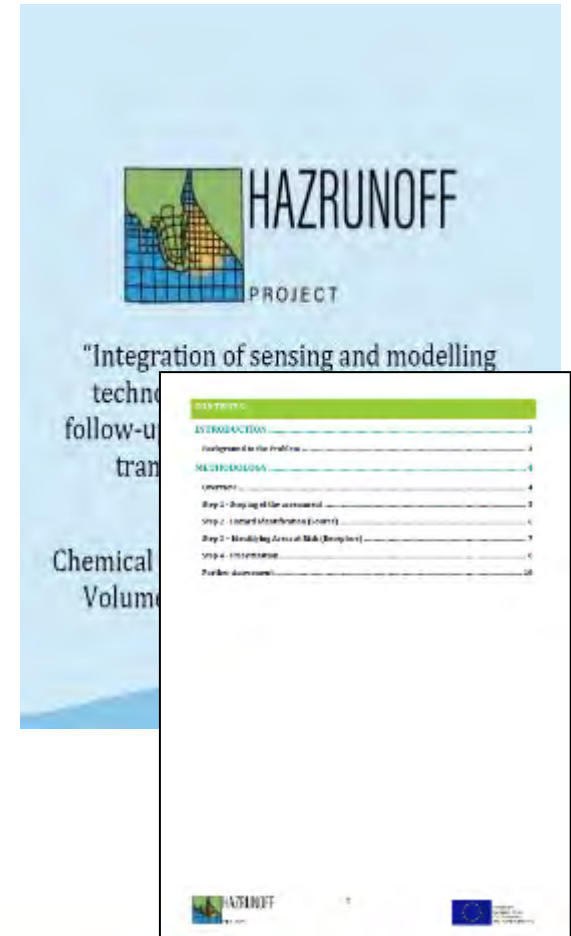 HAZRUNOFF
PROJECT
"Integration of sensing and modelling
techno
follow-u
tran
Chemical
Volume
CONTENTS
INTRODUCTION
Background to the Problem
METHODOLOGY
Overview
Step 1 - Scoping of the assessment
Step 2 - Hazard Identification (Source)
Step 3 - Identifying Areas at Risk (Receptors)
Step 4 - Prioritisation
Further Assessment
HAZRUNOFF